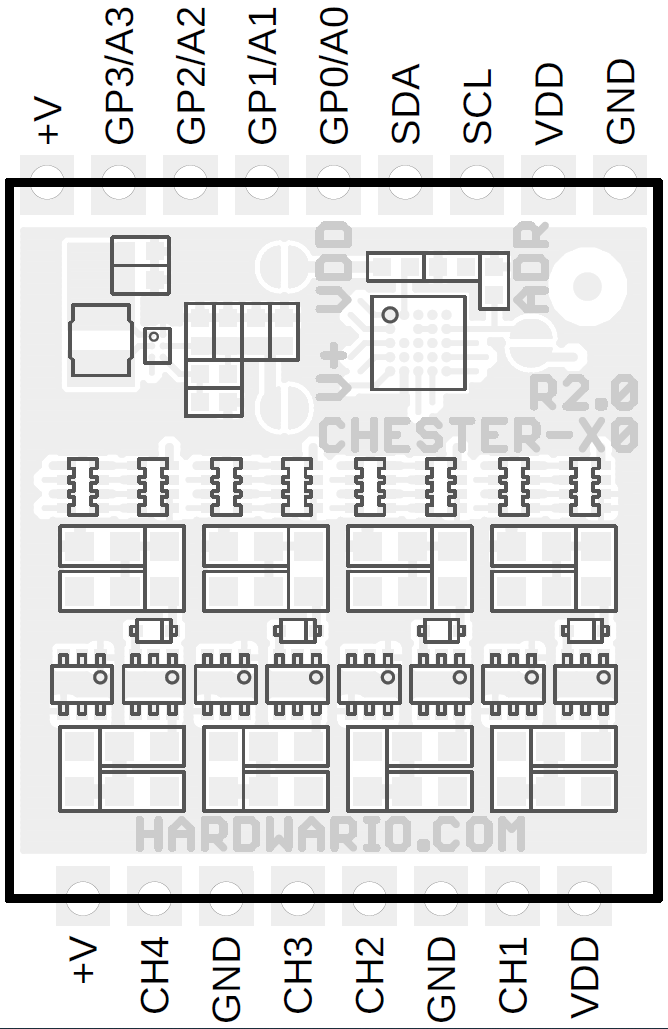 +V
GP3/A3
GP2/A2
GP1/A1
GP0/A0
SDA
SCL
VDD
GND
VDD
ADR
V+
R2.0
CHESTER-X0
HARDWARIO.COM
+V
CH4
GND
CH3
CH2
GND
CH1
VDD